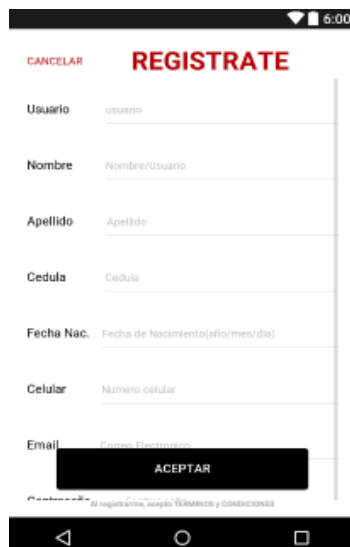 6:00
CANCELAR REGISTRATE
Usuario usuario
Nombre Nombre/Usuario
Apellido Apellido
Cedula Cedula
Fecha Nac. Fecha de Nacimiento(año/mes/dia)
Celular Numero celular
Email Correo Electronico
ACEPTAR
Al registrarme, acepto TERMINOS y CONDICIONES